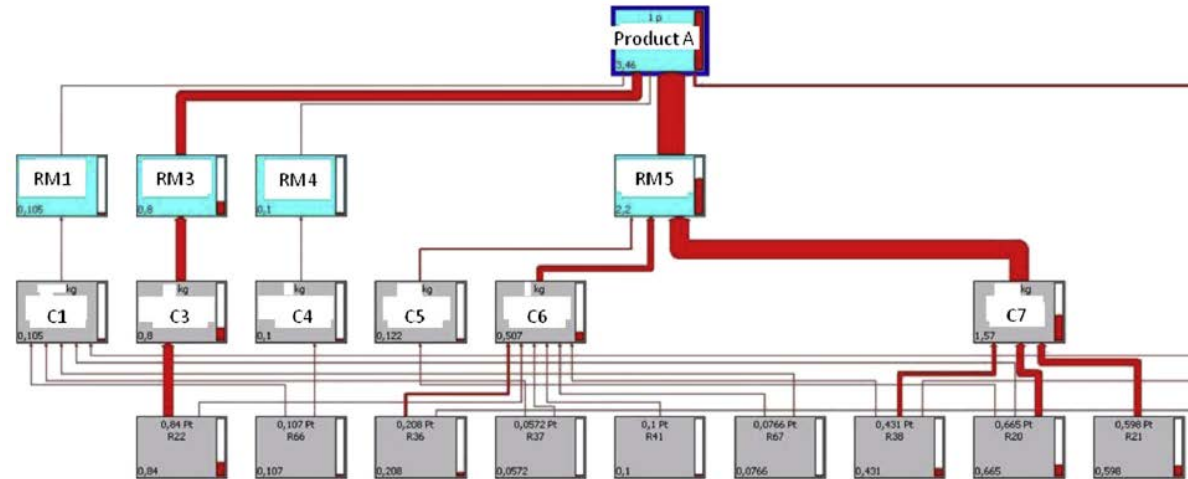 1 p
Product A
3,46
RM1
0,105
RM3
0,8
RM4
0,1
RM5
2,2
kg
C1
0,105
kg
C3
0,8
kg
C4
0,1
kg
C5
0,122
kg
C6
0,507
kg
C7
1,57
0,84 Pt
R22
0,84
0,107 Pt
R66
0,107
0,208 Pt
R36
0,208
0,0572 Pt
R37
0,0572
0,1 Pt
R41
0,1
0,0766 Pt
R67
0,0766
0,431 Pt
R38
0,431
0,665 Pt
R20
0,665
0,598 Pt
R21
0,598